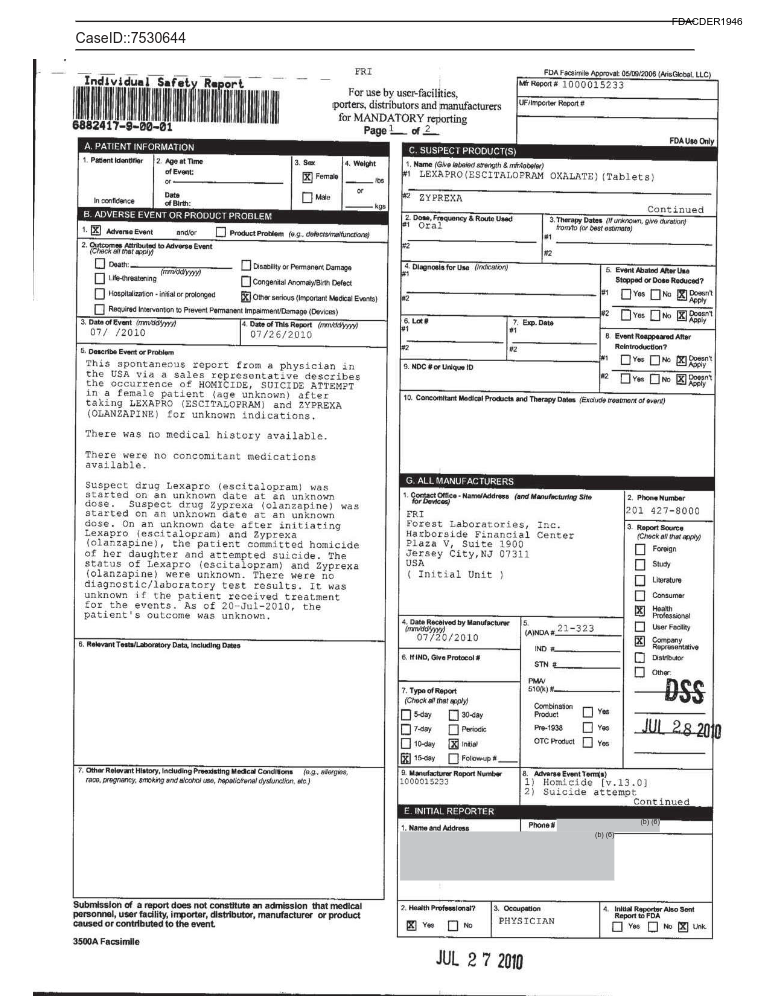 FDACDER1946
CaseID::7530644
FRI
FDA Facsimile Approval: 05/09/2006 (ArisGlobal, LLC)
Individual Safety Report
6882417-9-00-01
For use by user-facilities,
porters, distributors and manufacturers
for MANDATORY reporting
Page 1 of 2
Mfr Report # 1000015233
UF/Importer Report #
FDA Use Only
A. PATIENT INFORMATION
1. Patient Identifier
In confidence
2. Age at Time
of Event:
or
Date
of Birth:
3. Sex
X Female
Male
4. Weight
lbs
or
kgs
B. ADVERSE EVENT OR PRODUCT PROBLEM
1. X Adverse Event and/or Product Problem (e.g., defects/malfunctions)
2. Outcomes Attributed to Adverse Event
(Check all that apply)
Death:
(mm/dd/yyyy)
Life-threatening
Hospitalization - initial or prolonged
Disability or Permanent Damage
Congenital Anomaly/Birth Defect
X Other serious (Important Medical Events)
Required Intervention to Prevent Permanent Impairment/Damage (Devices)
3. Date of Event (mm/dd/yyyy)
07/ /2010
4. Date of This Report (mm/dd/yyyy)
07/26/2010
5. Describe Event or Problem
This spontaneous report from a physician in
the USA via a sales representative describes
the occurrence of HOMICIDE, SUICIDE ATTEMPT
in a female patient (age unknown) after
taking LEXAPRO (ESCITALOPRAM) and ZYPREXA
(OLANZAPINE) for unknown indications.
There was no medical history available.
There were no concomitant medications
available.
Suspect drug Lexapro (escitalopram) was
started on an unknown date at an unknown
dose. Suspect drug Zyprexa (olanzapine) was
started on an unknown date at an unknown
dose. On an unknown date after initiating
Lexapro (escitalopram) and Zyprexa
(olanzapine), the patient committed homicide
of her daughter and attempted suicide. The
status of Lexapro (escitalopram) and Zyprexa
(olanzapine) were unknown. There were no
diagnostic/laboratory test results. It was
unknown if the patient received treatment
for the events. As of 20-Jul-2010, the
patient's outcome was unknown.
6. Relevant Tests/Laboratory Data, Including Dates
7. Other Relevant History, Including Preexisting Medical Conditions (e.g., allergies,
race, pregnancy, smoking and alcohol use, hepatic/renal dysfunction, etc.)
Submission of a report does not constitute an admission that medical
personnel, user facility, importer, distributor, manufacturer or product
caused or contributed to the event.
3500A Facsimile
C. SUSPECT PRODUCT(S)
1. Name (Give labeled strength & mfr/labeler)
#1 LEXAPRO(ESCITALOPRAM OXALATE)(Tablets)
#2 ZYPREXA
Continued
2. Dose, Frequency & Route Used
#1 Oral
#2
3. Therapy Dates (If unknown, give duration)
from/to (or best estimate)
#1
#2
4. Diagnosis for Use (Indication)
#1
#2
5. Event Abated After Use
Stopped or Dose Reduced?
#1 Yes No X Doesn't
Apply
#2 Yes No X Doesn't
Apply
6. Lot #
#1
#2
7. Exp. Date
#1
#2
8. Event Reappeared After
Reintroduction?
#1 Yes No X Doesn't
Apply
#2 Yes No X Doesn't
Apply
9. NDC # or Unique ID
10. Concomitant Medical Products and Therapy Dates (Exclude treatment of event)
G. ALL MANUFACTURERS
1. Contact Office - Name/Address (and Manufacturing Site
for Devices)
FRI
Forest Laboratories, Inc.
Harborside Financial Center
Plaza V, Suite 1900
Jersey City,NJ 07311
USA
( Initial Unit )
2. Phone Number
201 427-8000
3. Report Source
(Check all that apply)
Foreign
Study
Literature
Consumer
X Health
Professional
User Facility
X Company
Representative
Distributor
Other:
4. Date Received by Manufacturer
(mm/dd/yyyy)
07/20/2010
5.
(A)NDA # 21-323
IND #
STN #
PMA/
510(k) #
Combination
Product Yes
Pre-1938 Yes
OTC Product Yes
6. If IND, Give Protocol #
7. Type of Report
(Check all that apply)
5-day 30-day
7-day Periodic
10-day X Initial
X 15-day Follow-up #
DSS
JUL 28 2010
9. Manufacturer Report Number
1000015233
8. Adverse Event Term(s)
1) Homicide [v.13.0]
2) Suicide attempt
Continued
E. INITIAL REPORTER
1. Name and Address
Phone #
(b) (6)
(b) (6)
2. Health Professional?
X Yes No
3. Occupation
PHYSICIAN
4. Initial Reporter Also Sent
Report to FDA
Yes No X Unk.
JUL 27 2010